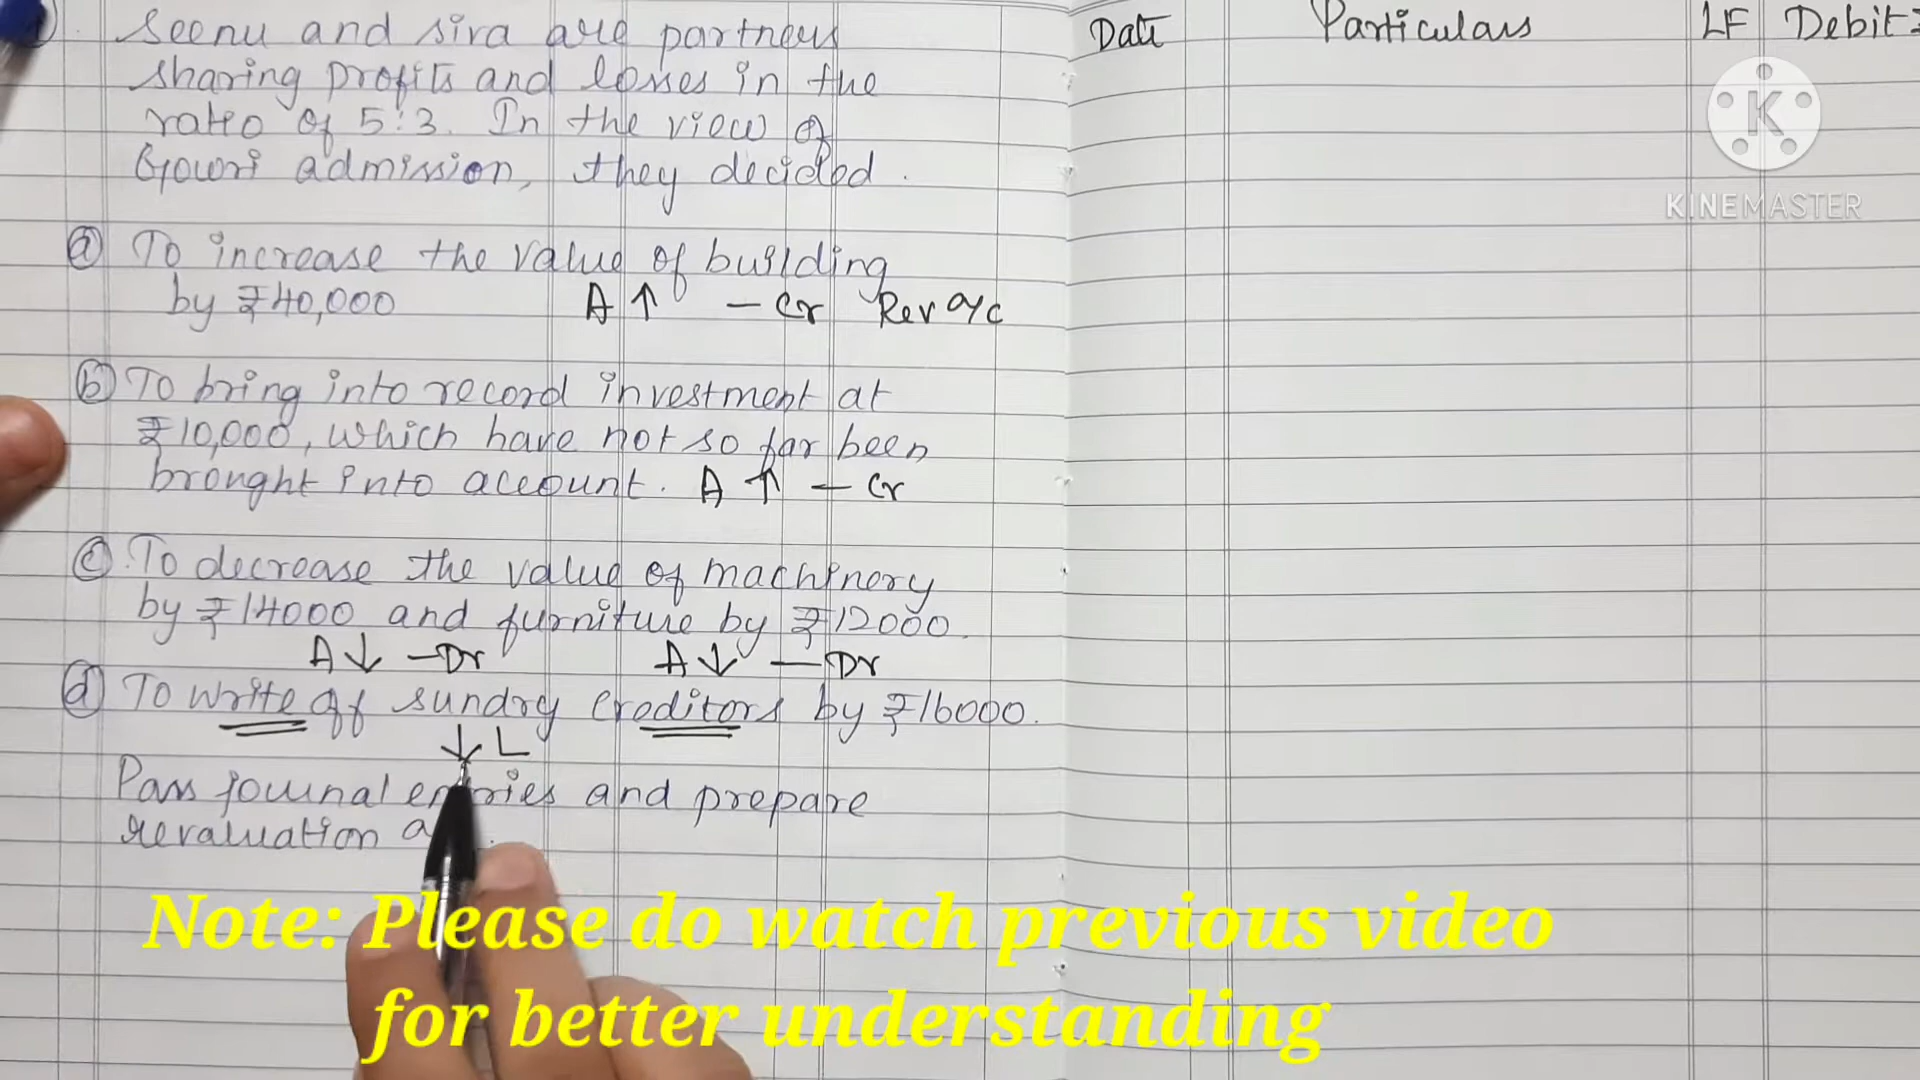 Seenu and Siva are partners
sharing profits and losses in the
ratio of 5:3. In the view of
Gowri admission, they decided.
a) To increase the value of building
by ₹40,000 A ↑ - Cr Rev a/c
b) To bring into record investment at
₹10,000, which have not so far been
brought into account. A ↑ - Cr
c) To decrease the value of machinery
by ₹14000 and furniture by ₹12000.
A ↓ - Dr A ↓ - Dr
d) To write off sundry creditors by ₹16000.
↓ L
Pass journal entries and prepare
revaluation
Date Particulars LF Debit ₹
K
KINEMASTER
Note: Please do watch previous video
for better understanding